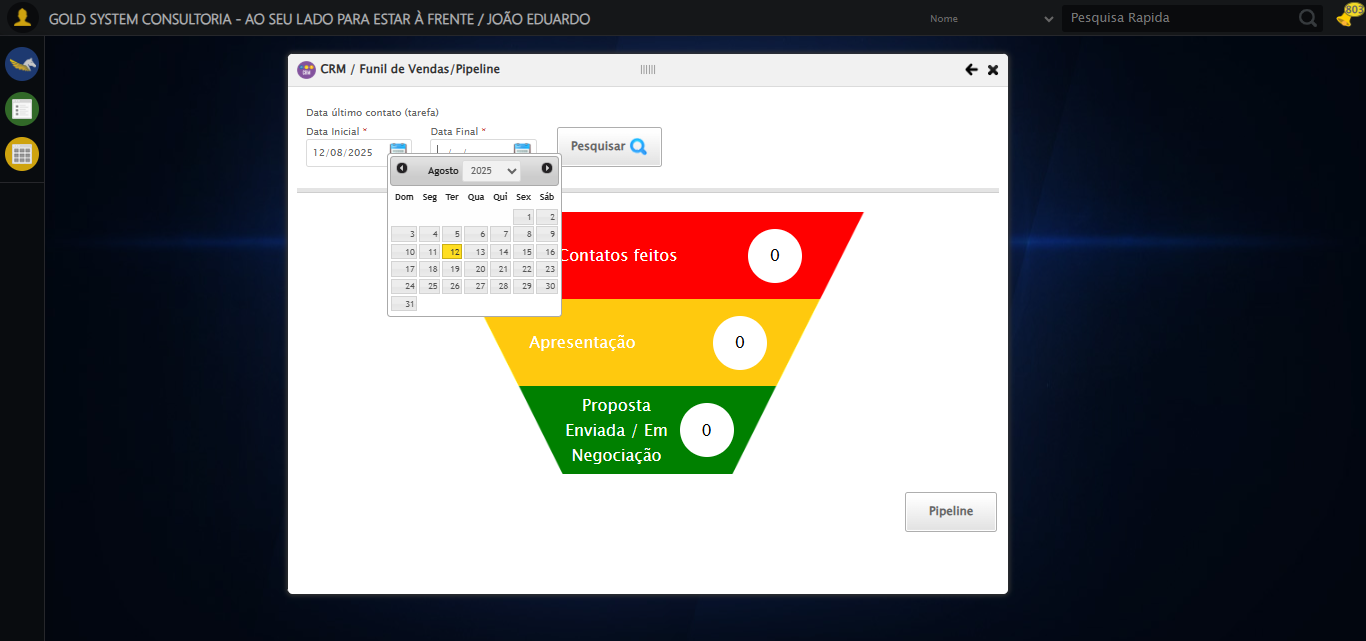 GOLD SYSTEM CONSULTORIA - AO SEU LADO PARA ESTAR À FRENTE / JOÃO EDUARDO
Nome
Pesquisa Rapida
803
CRM / Funil de Vendas/Pipeline
Data último contato (tarefa)
Data Inicial * Data Final *
12/08/2025 / / Pesquisar
Agosto 2025
Dom Seg Ter Qua Qui Sex Sáb
1 2
3 4 5 6 7 8 9
10 11 12 13 14 15 16
17 18 19 20 21 22 23
24 25 26 27 28 29 30
31
Contatos feitos 0
Apresentação 0
Proposta
Enviada / Em 0
Negociação
Pipeline